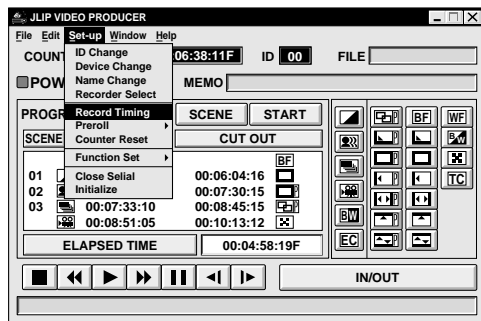 JLIP VIDEO PRODUCER
File Edit Set-up Window Help
COUNT 06:38:11F ID 00 FILE
POW MEMO
ID Change
Device Change
Name Change
Recorder Select
Record Timing
Preroll
Counter Reset
Function Set
Close Selial
Initialize
PROGR SCENE START
SCENE CUT OUT
BF
01 00:06:04:16
02 00:07:30:15 P
03 00:07:33:10 00:08:45:15 P
00:08:51:05 00:10:13:12
ELAPSED TIME 00:04:58:19F
P BF WF
P B/W
P
P TC
P
BW P
EC P
IN/OUT